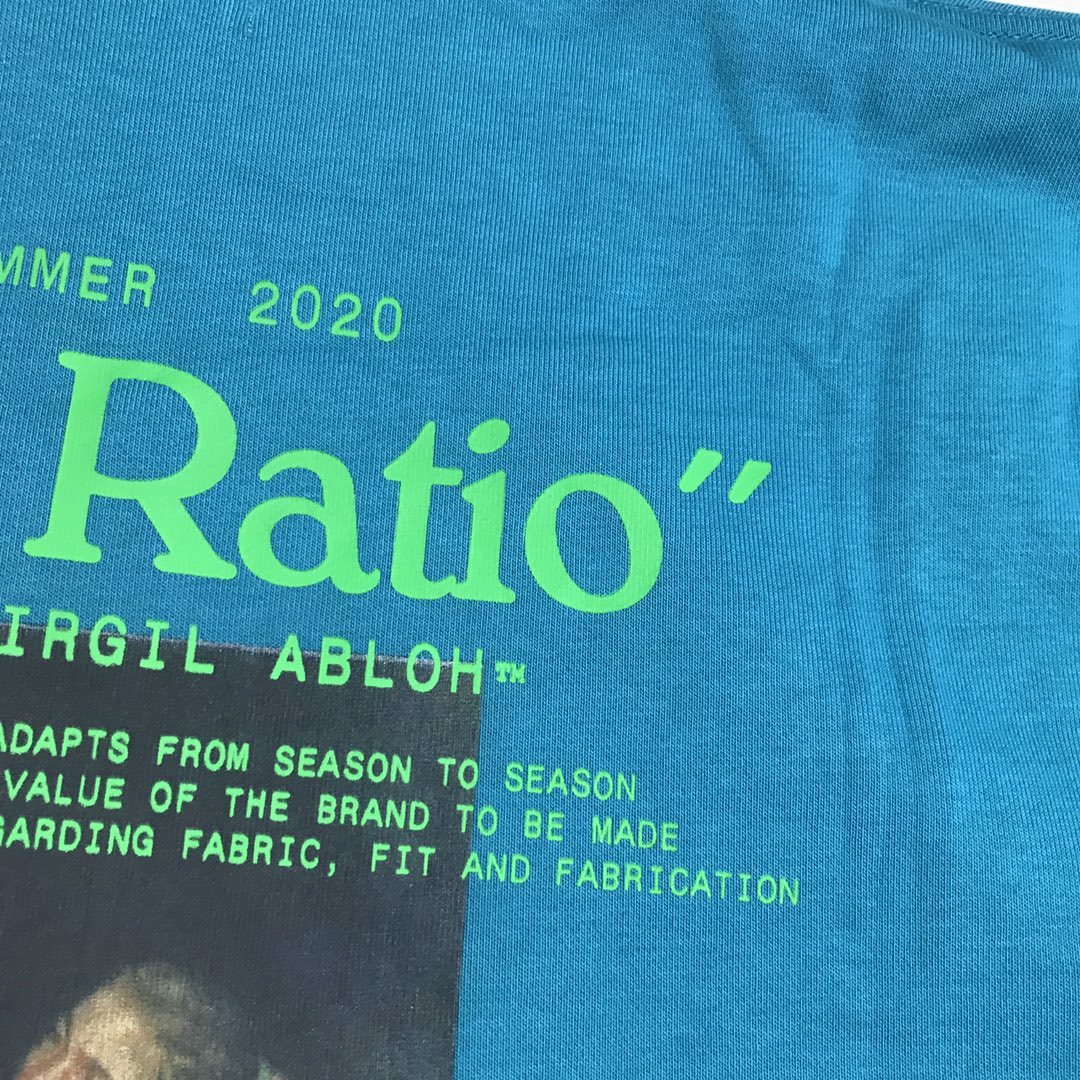 MMER 2020
Ratio”
IRGIL ABLOH™
ADAPTS FROM SEASON TO SEASON
VALUE OF THE BRAND TO BE MADE
GARDING FABRIC, FIT AND FABRICATION